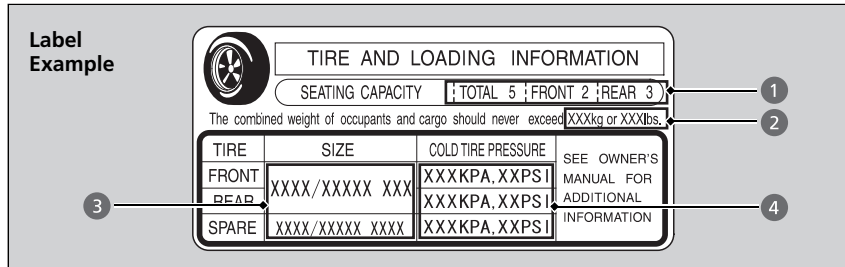 Label
Example
TIRE AND LOADING INFORMATION
SEATING CAPACITY TOTAL 5 FRONT 2 REAR 3
1
The combined weight of occupants and cargo should never exceed XXXkg or XXXlbs.
2
TIRE SIZE COLD TIRE PRESSURE
SEE OWNER'S
MANUAL FOR
ADDITIONAL
INFORMATION
FRONT XXXX/XXXXX XXX XXXKPA,XXPSI
REAR XXXKPA,XXPSI
SPARE XXXX/XXXXX XXXX XXXKPA,XXPSI
3
4